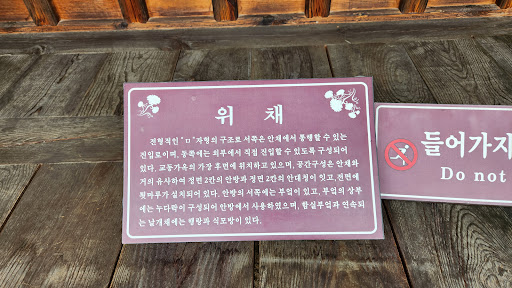 위 채
전형적인 "ㅁ"자형의 구조로 서쪽은 안채에서 통행할 수 있는
진입로이며, 동쪽에는 외부에서 직접 진입할 수 있도록 구성되어
있다. 교동가옥의 가장 후면에 위치하고 있으며, 공간구성은 안채와
거의 유사하여 정면 2칸의 안방과 정면 2칸의 안대청이 있고, 전면에
툇마루가 설치되어 있다. 안방의 서쪽에는 부엌이 있고, 부엌의 상부
에는 누다락이 구성되어 안방에서 사용하였으며, 함실부엌과 연속되
는 날개채에는 행랑과 식모방이 있다.
들어가지
Do not